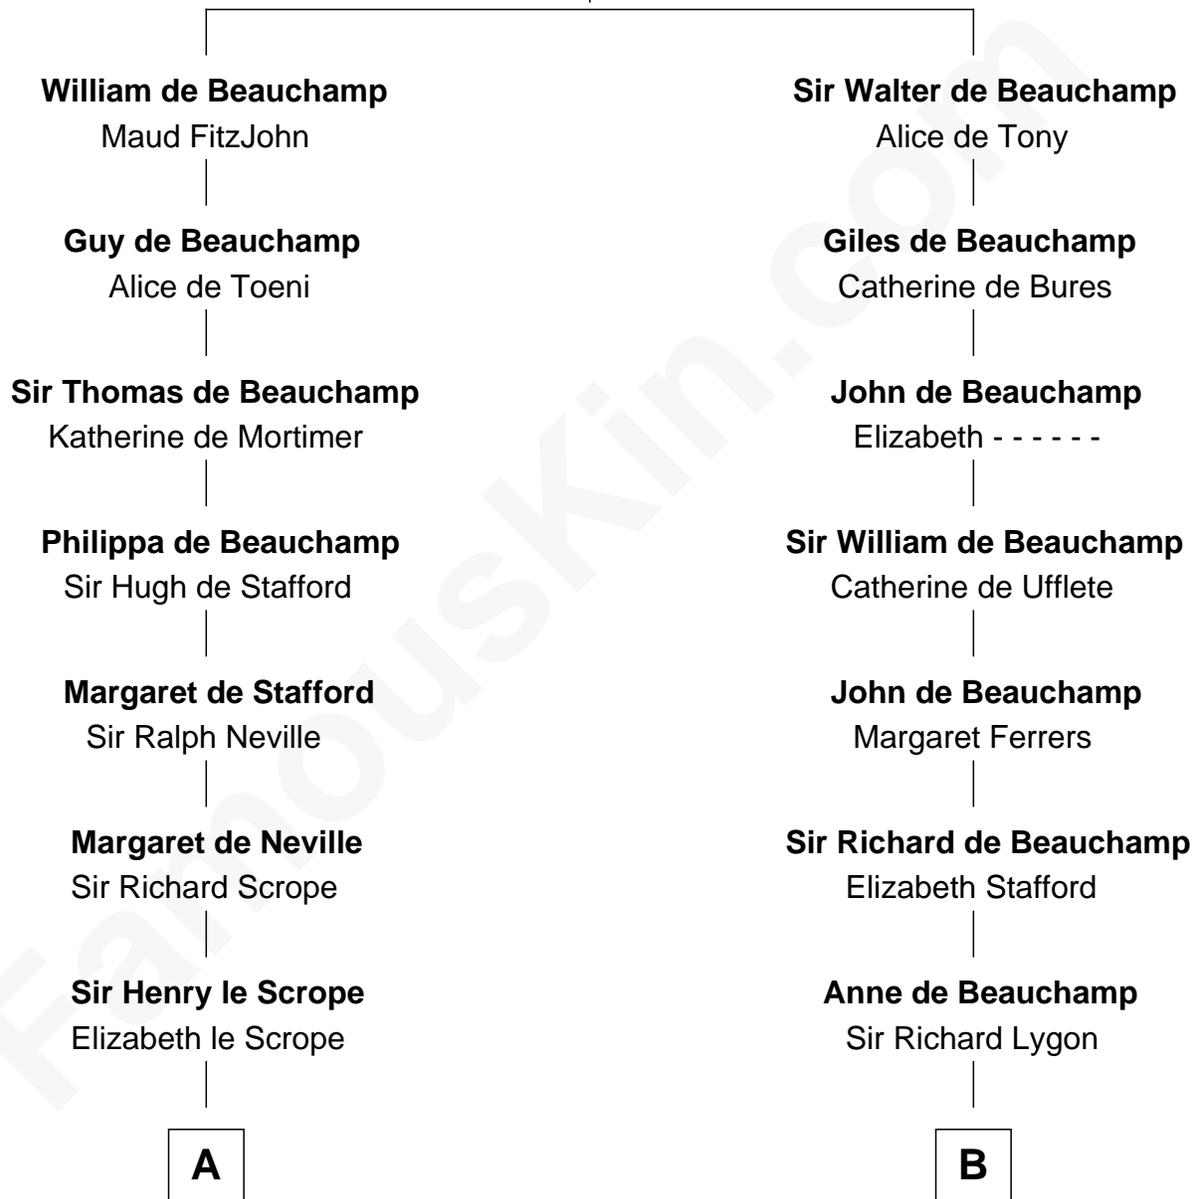 William de Beauchamp
Maud FitzJohn
Guy de Beauchamp
Alice de Toeni
Sir Thomas de Beauchamp
Katherine de Mortimer
Philippa de Beauchamp
Sir Hugh de Stafford
Margaret de Stafford
Sir Ralph Neville
Margaret de Neville
Sir Richard Scrope
Sir Henry le Scrope
Elizabeth le Scrope
A
Sir Walter de Beauchamp
Alice de Tony
Giles de Beauchamp
Catherine de Bures
John de Beauchamp
Elizabeth - - - - - -
Sir William de Beauchamp
Catherine de Ufflete
John de Beauchamp
Margaret Ferrers
Sir Richard de Beauchamp
Elizabeth Stafford
Anne de Beauchamp
Sir Richard Lygon
B
FamousKin.com